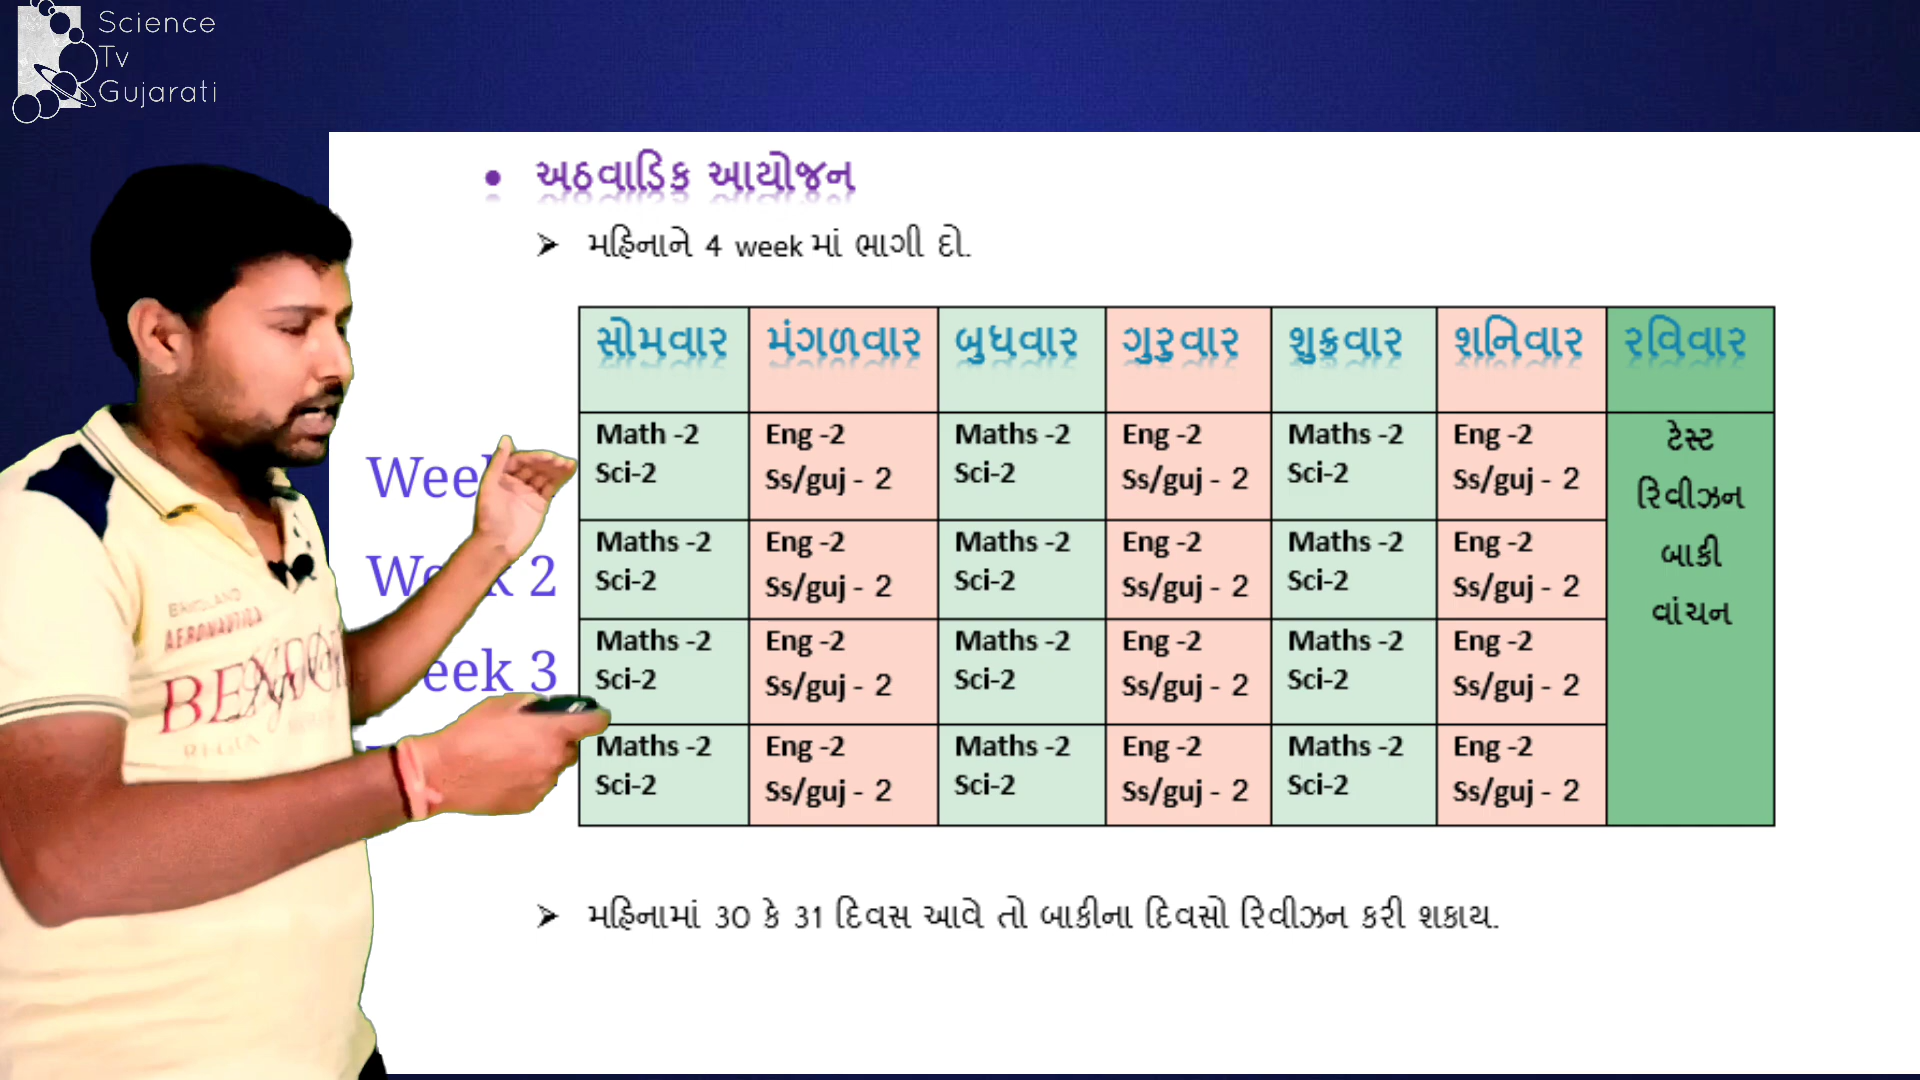 Science
Tv
Gujarati
• અઠવાડિક આયોજન
➢ મહિનાને 4 week માં ભાગી દો.
સોમવાર મંગળવાર બુધવાર ગુરુવાર શુક્રવાર શનિવાર રવિવાર
Math -2 Eng -2 Maths -2 Eng -2 Maths -2 Eng -2 ટેસ્ટ
Sci-2 Ss/guj - 2 Sci-2 Ss/guj - 2 Sci-2 Ss/guj - 2 રિવીઝન
Week 2 Maths -2 Eng -2 Maths -2 Eng -2 Maths -2 Eng -2 બાકી
Sci-2 Ss/guj - 2 Sci-2 Ss/guj - 2 Sci-2 Ss/guj - 2 વાંચન
Week 3 Maths -2 Eng -2 Maths -2 Eng -2 Maths -2 Eng -2
Sci-2 Ss/guj - 2 Sci-2 Ss/guj - 2 Sci-2 Ss/guj - 2
Maths -2 Eng -2 Maths -2 Eng -2 Maths -2 Eng -2
Sci-2 Ss/guj - 2 Sci-2 Ss/guj - 2 Sci-2 Ss/guj - 2
➢ મહિનામાં 30 કે 31 દિવસ આવે તો બાકીના દિવસો રિવીઝન કરી શકાય.